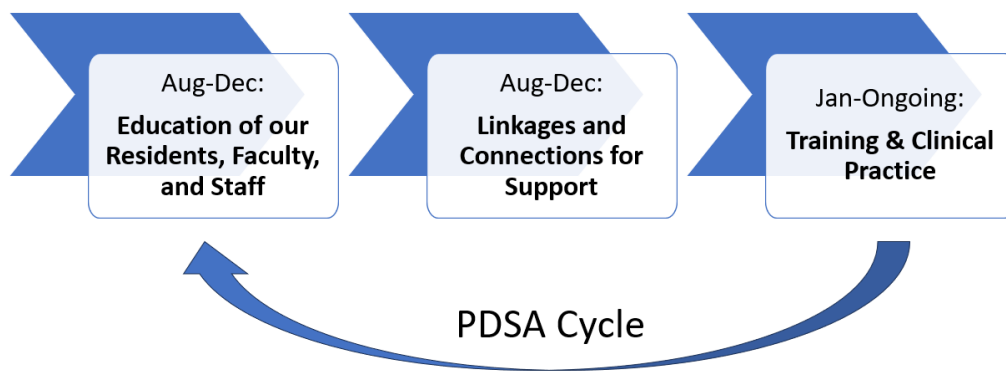 Aug-Dec:
Education of our
Residents, Faculty,
and Staff
Aug-Dec:
Linkages and
Connections for
Support
Jan-Ongoing:
Training & Clinical
Practice
PDSA Cycle